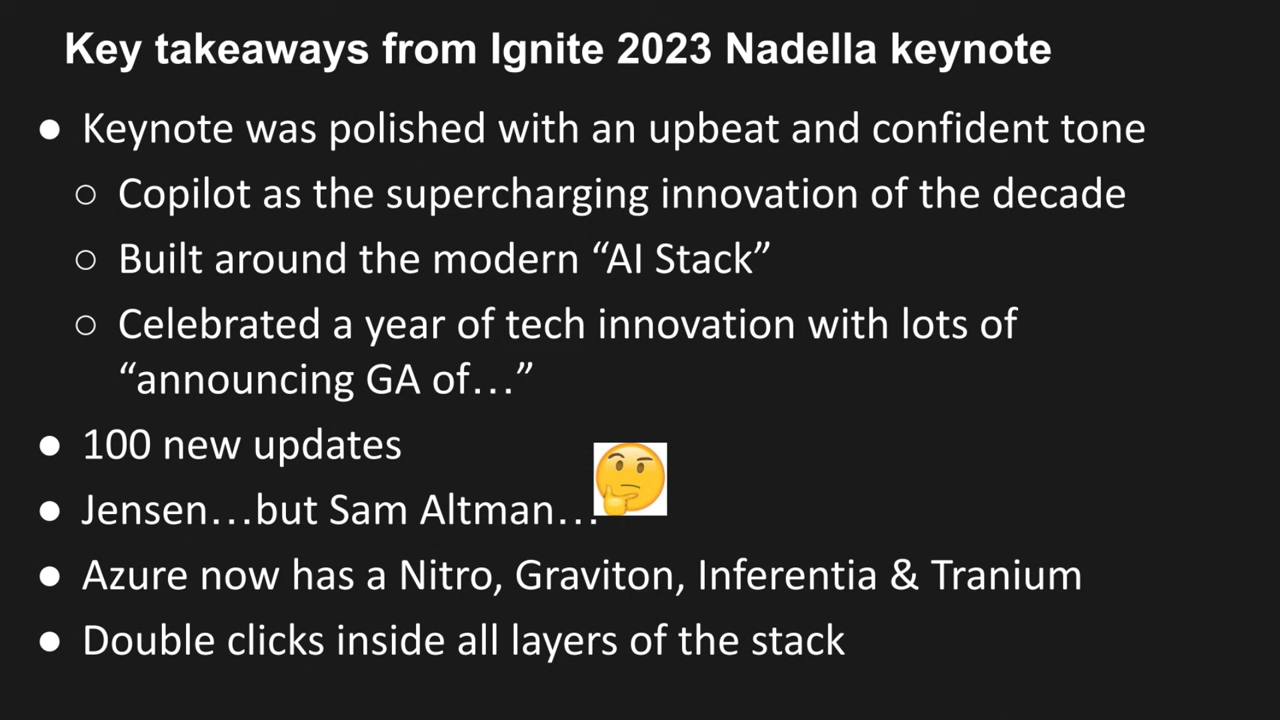 Key takeaways from Ignite 2023 Nadella keynote
● Keynote was polished with an upbeat and confident tone
○ Copilot as the supercharging innovation of the decade
○ Built around the modern “AI Stack”
○ Celebrated a year of tech innovation with lots of
“announcing GA of…”
● 100 new updates
● Jensen…but Sam Altman…
● Azure now has a Nitro, Graviton, Inferentia & Tranium
● Double clicks inside all layers of the stack